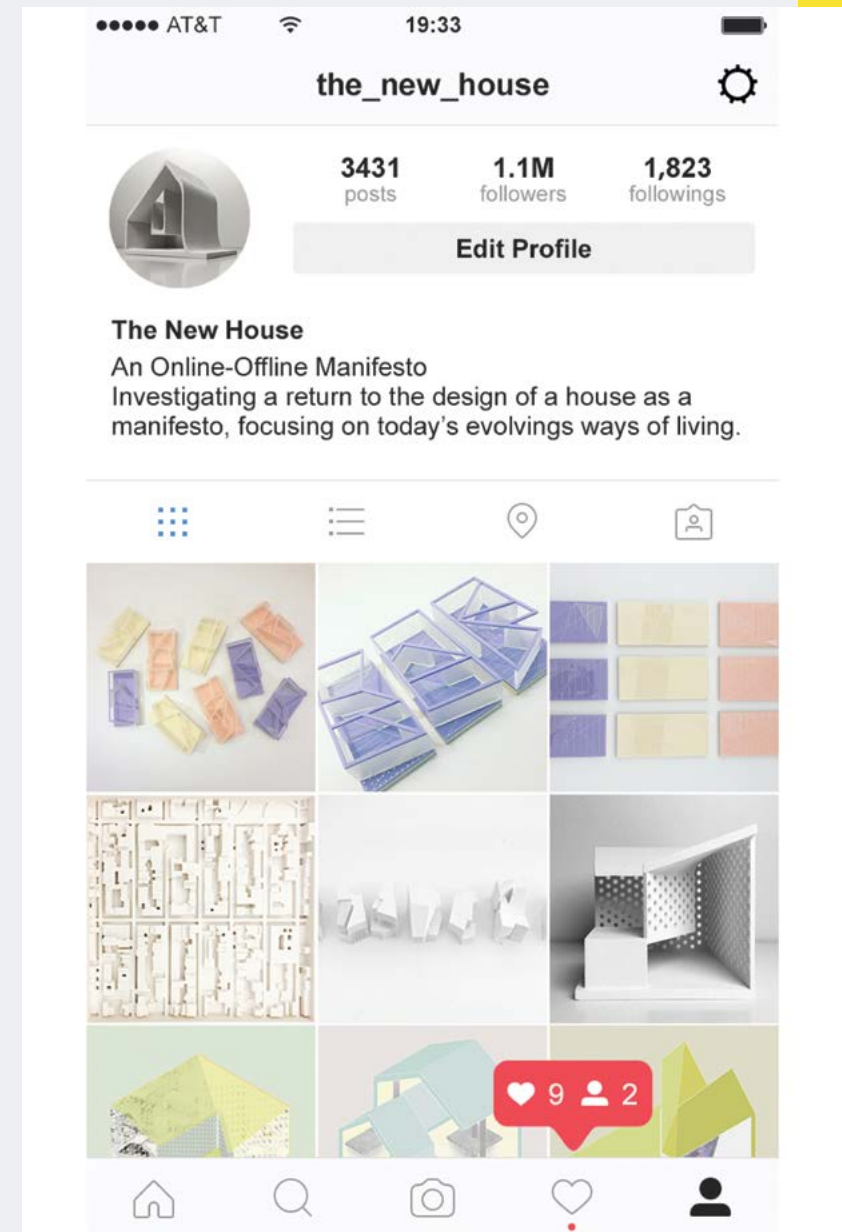 AT&T 19:33
the_new_house
3431 1.1M 1,823
posts followers followings
Edit Profile
The New House
An Online-Offline Manifesto
Investigating a return to the design of a house as a
manifesto, focusing on today's evolvings ways of living.
9 2